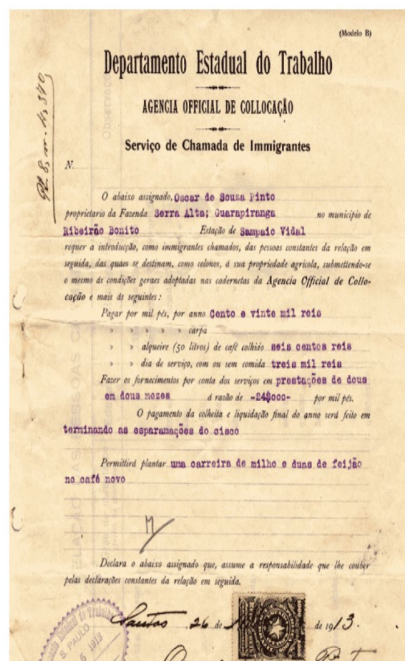 (Modelo B)
Departamento Estadual do Trabalho
AGENCIA OFFICIAL DE COLLOCAÇÃO
Serviço de Chamada de Immigrantes
N.
O abaixo assignado, Oscar de Souza Pinto
proprietario da Fazenda Serra Alta; Guarapiranga no municipio de
Ribeirão Bonito Estação de Sampaio Vidal
requer a introducção, como immigrantes chamados, das pessoas constantes da relação em
seguida, das quaes se destinam, como colonos, á sua propriedade agricola, submettendo-se
o mesmo ás condições geraes adoptadas nas cadernetas da Agencia Official de Collo-
cação e mais ás seguintes:
Pagar por mil pés, por anno Cento e vinte mil reis
» » » » » carpa
» » alqueire (50 litros) de café colhido seis centos reis
» » dia de serviço, com ou sem comida treis mil reis
Fazer os fornecimentos por conta dos serviços em prestações de dous
em dous mezes á razão de por mil pés.
O pagamento da colheita e liquidação final do anno será feito em
terminando as esparamações do cisco
Permittirá plantar uma carreira de milho e duas de feijão
no café novo
Declara o abaixo assignado que, assume a responsabilidade que lhe couber
pelas declarações constantes da relação em seguida.
Santos 26 de de 1913.